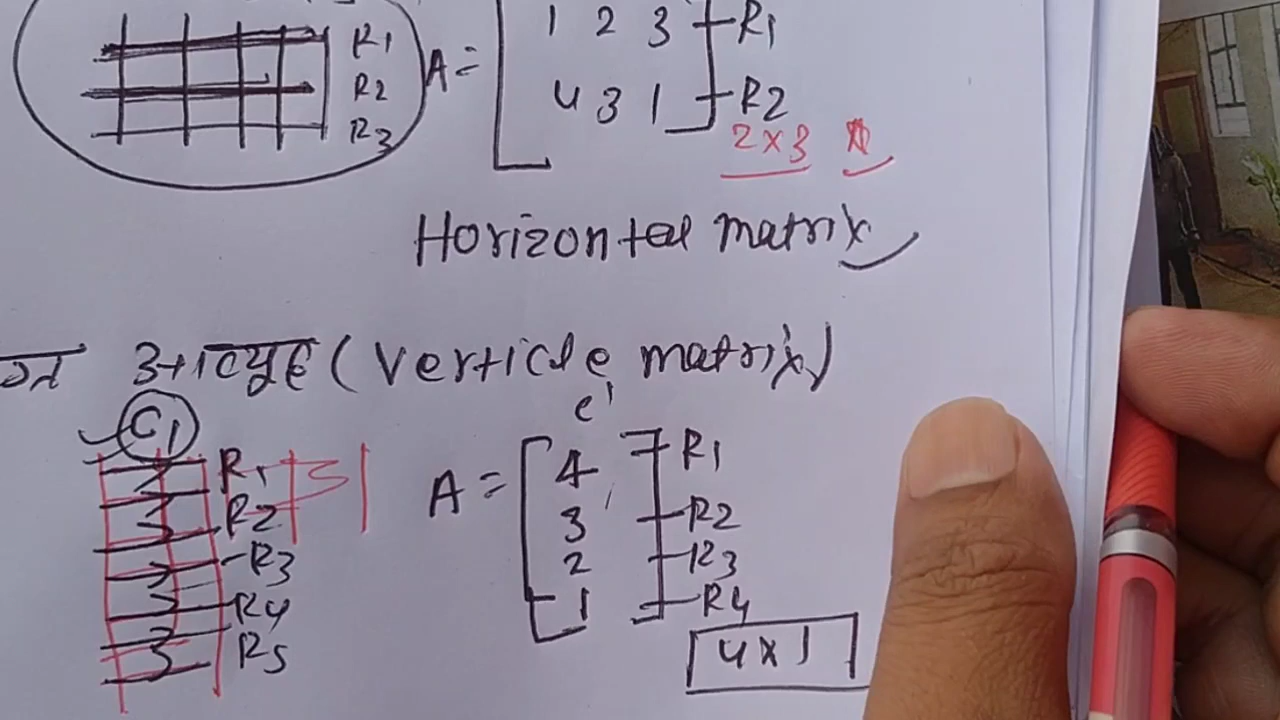 R1
R2
R3
A = [ 1 2 3 ] R1
4 3 1 R2
2×3
Horizontal matrix
आव्यूह (Verticle matrix)
C1
R1
R2
R3
R4
R5
A = [ 4 ] R1
3 R2
2 R3
1 R4
4×1